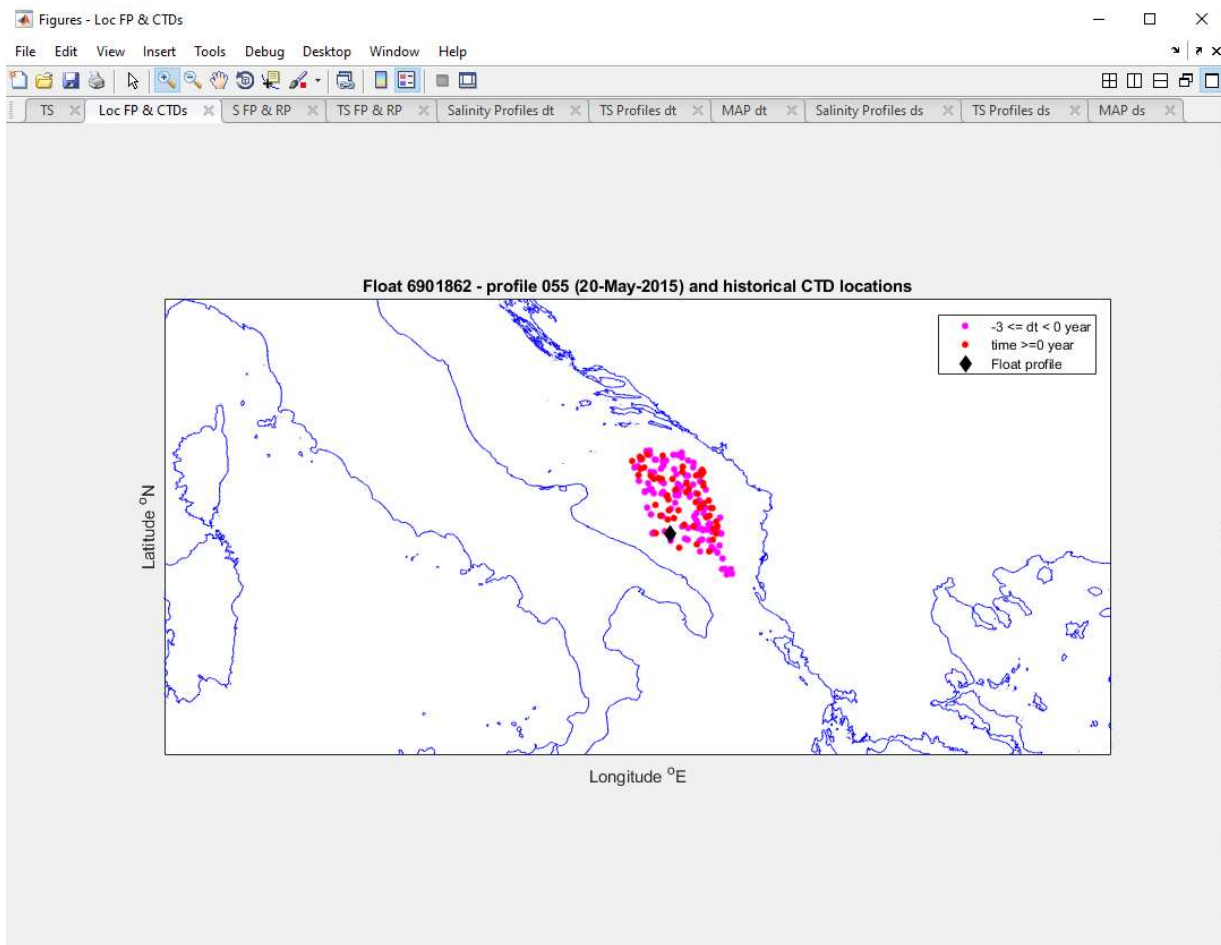 Figures - Loc FP & CTDs
File Edit View Insert Tools Debug Desktop Window Help
TS Loc FP & CTDs S FP & RP TS FP & RP Salinity Profiles dt TS Profiles dt MAP dt Salinity Profiles ds TS Profiles ds MAP ds
Float 6901862 - profile 055 (20-May-2015) and historical CTD locations
-3 <= dt < 0 year
time >=0 year
Float profile
Latitude °N
Longitude °E